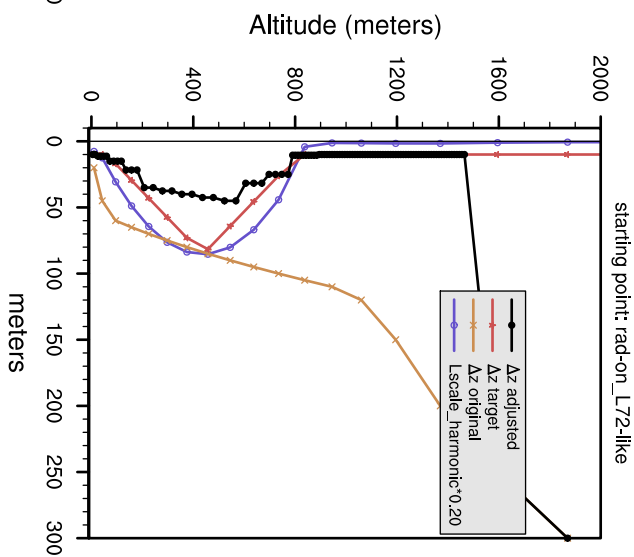 starting point: rad-on_L72-like
Altitude (meters)
0
400
800
1200
1600
2000
0
50
100
150
200
250
300
meters
Δz adjusted
Δz target
Δz original
Lscale_harmonic*0.20